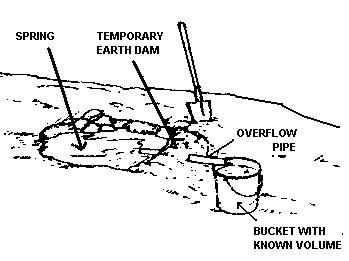 SPRING
TEMPORARY
EARTH DAM
OVERFLOW
PIPE
BUCKET WITH
KNOWN VOLUME